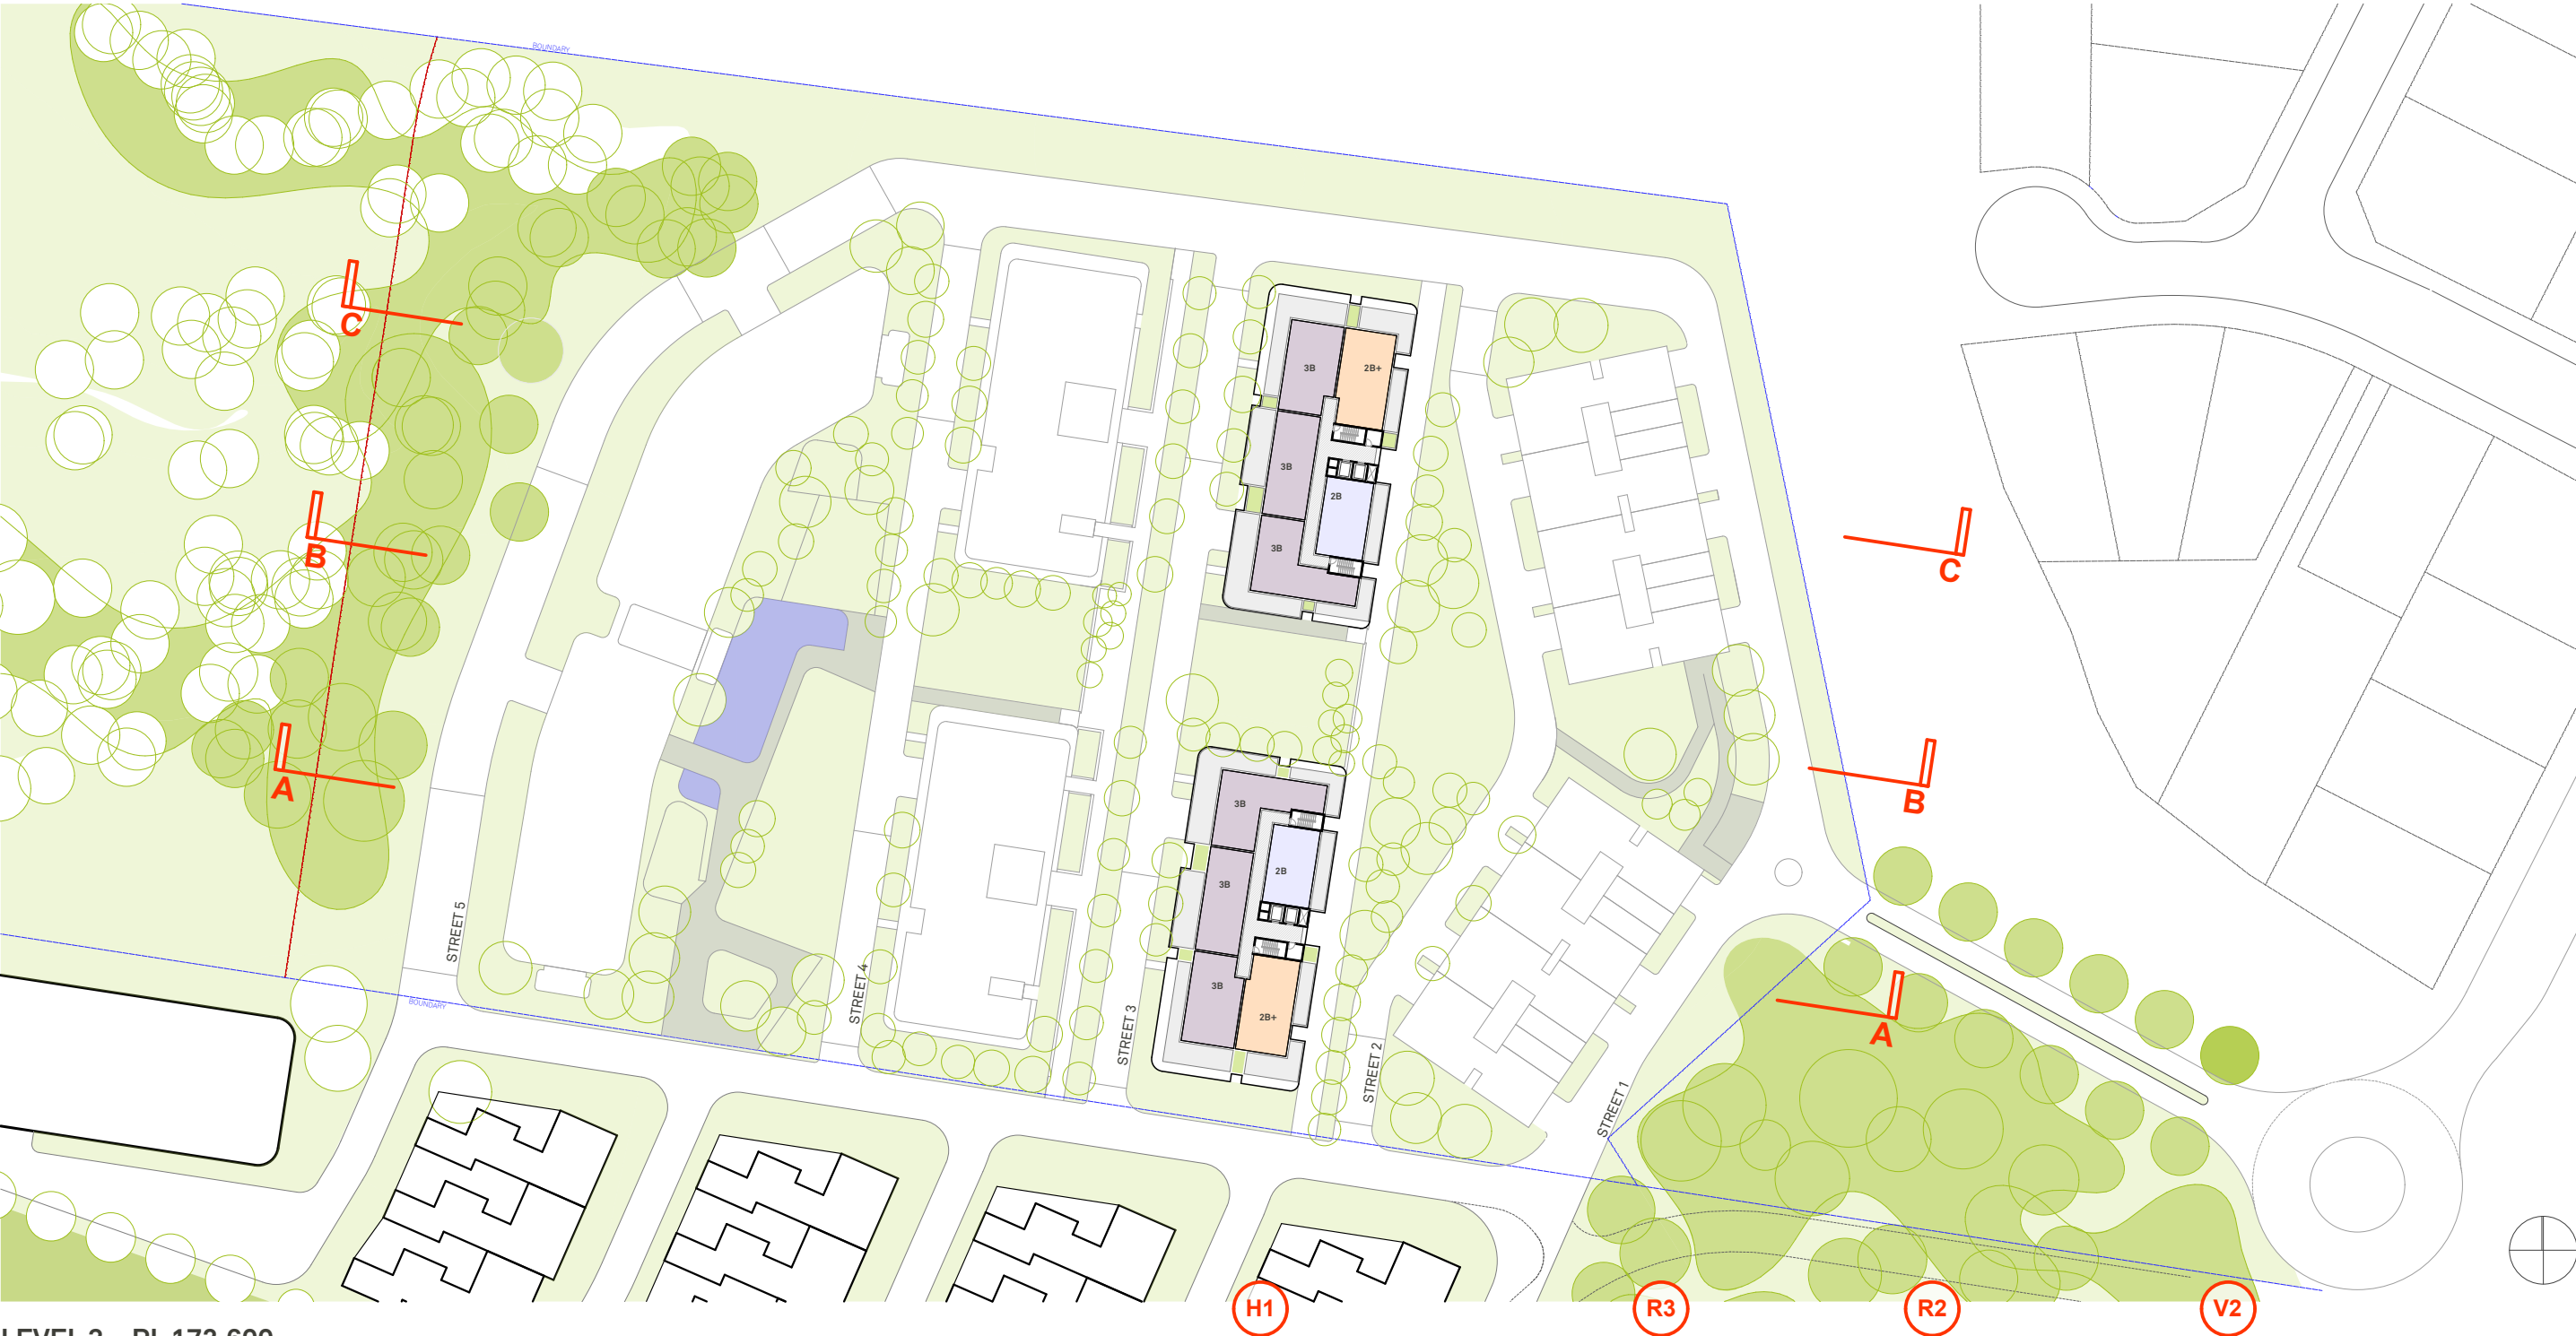 BOUNDARY
C
3B
2B+
3B
2B
3B
B
C
A
B
3B
2B
3B
STREET 5
STREET 4
3B
2B+
A
BOUNDARY
STREET 3
STREET 2
STREET 1
H1
R3
R2
V2